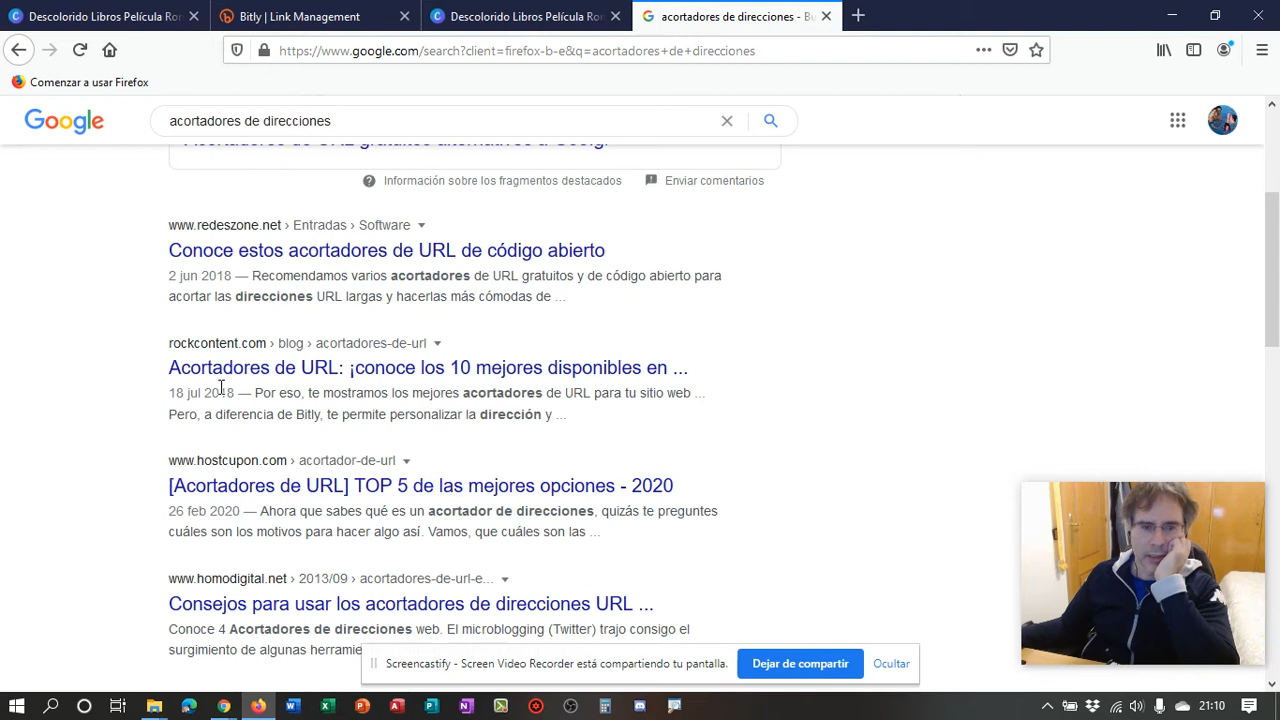 Descolorido Libros Película Ror
Bitly | Link Management
Descolorido Libros Película Ror
acortadores de direcciones - Bu
https://www.google.com/search?client=firefox-b-e&q=acortadores+de+direcciones
Comenzar a usar Firefox
Google
acortadores de direcciones
Acortadores de URL gratuitos alternativos a Googl.
Información sobre los fragmentos destacados
Enviar comentarios
www.redeszone.net › Entradas › Software
Conoce estos acortadores de URL de código abierto
2 jun 2018 — Recomendamos varios acortadores de URL gratuitos y de código abierto para
acortar las direcciones URL largas y hacerlas más cómodas de ...
rockcontent.com › blog › acortadores-de-url
Acortadores de URL: ¡conoce los 10 mejores disponibles en ...
18 jul 2018 — Por eso, te mostramos los mejores acortadores de URL para tu sitio web ...
Pero, a diferencia de Bitly, te permite personalizar la dirección y ...
www.hostcupon.com › acortador-de-url
[Acortadores de URL] TOP 5 de las mejores opciones - 2020
26 feb 2020 — Ahora que sabes qué es un acortador de direcciones, quizás te preguntes
cuáles son los motivos para hacer algo así. Vamos, que cuáles son las ...
www.homodigital.net › 2013/09 › acortadores-de-url-e...
Consejos para usar los acortadores de direcciones URL ...
Conoce 4 Acortadores de direcciones web. El microblogging (Twitter) trajo consigo el
surgimiento de algunas herramie
Screencastify - Screen Video Recorder está compartiendo tu pantalla.
Dejar de compartir
Ocultar
21:10